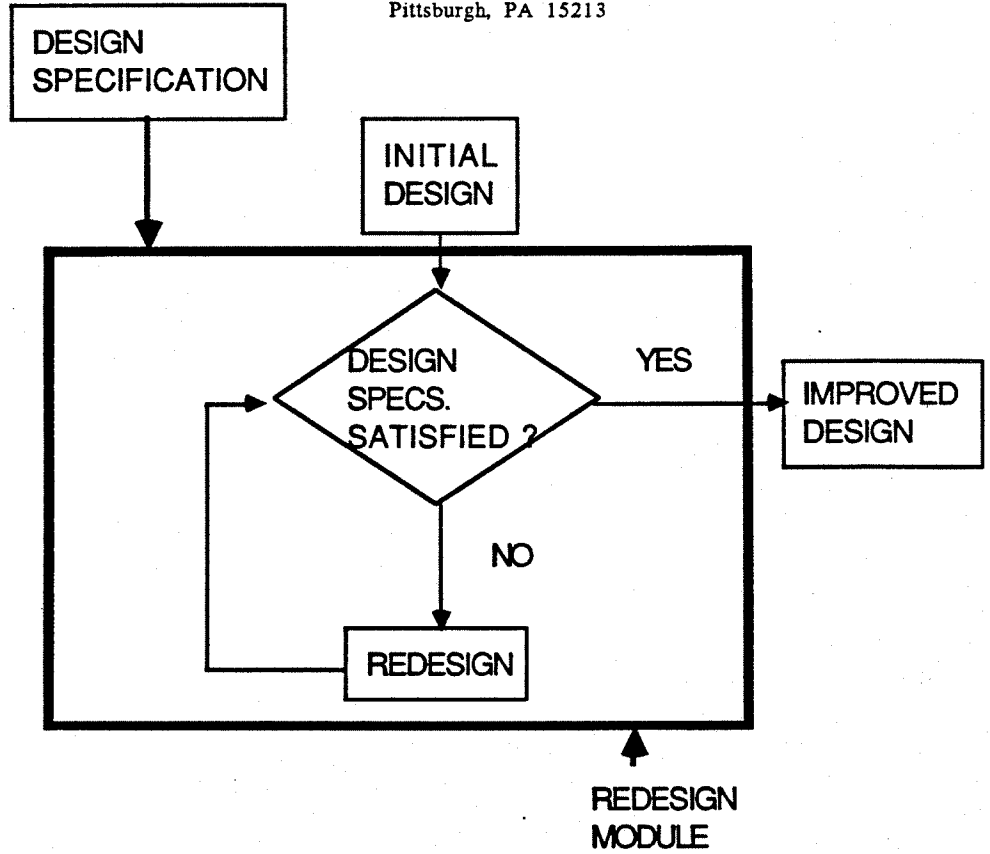 Pittsburgh, PA 15213
DESIGN
SPECIFICATION
INITIAL
DESIGN
DESIGN
SPECS.
SATISFIED ?
YES
IMPROVED
DESIGN
NO
REDESIGN
REDESIGN
MODULE